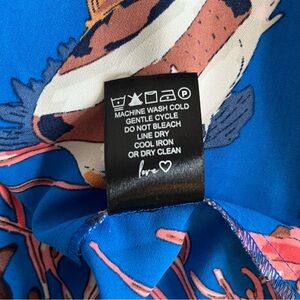 MACHINE WASH COLD
GENTLE CYCLE
DO NOT BLEACH
LINE DRY
COOL IRON
OR DRY CLEAN
love